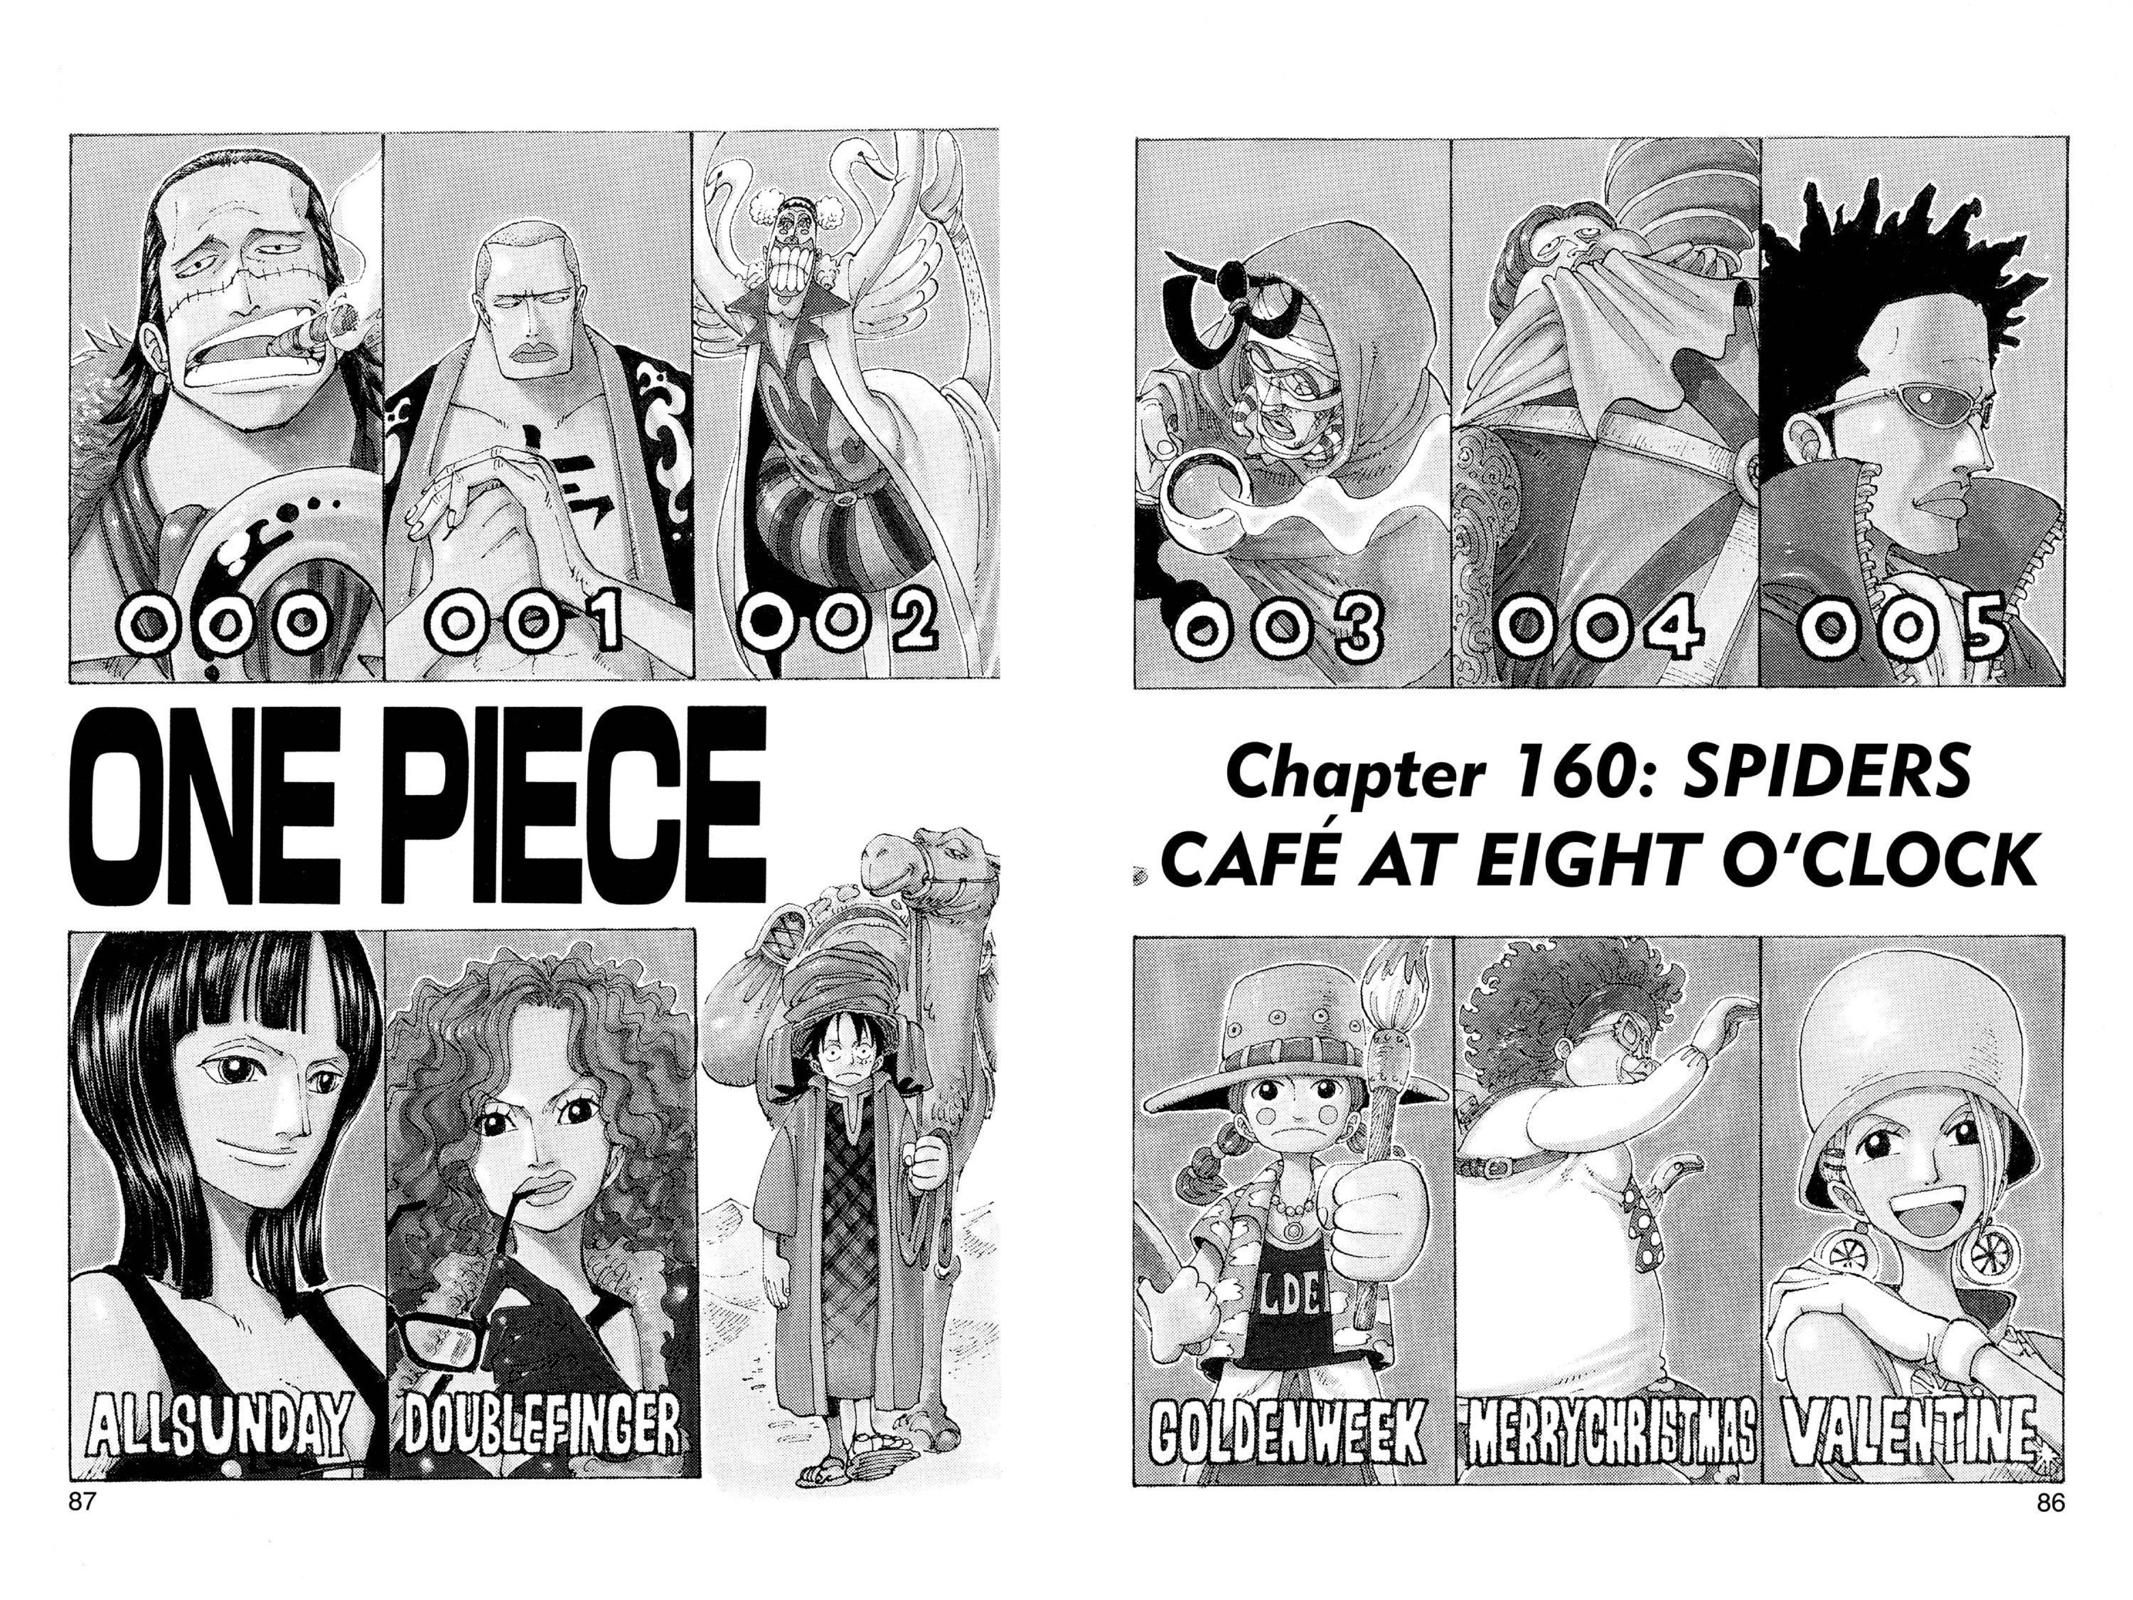 000
001
002
003
004
005
ONE PIECE
Chapter 160: SPIDERS
CAFÉ AT EIGHT O'CLOCK
ALLSUNDAY
DOUBLEFINGER
LDE
GOLDENWEEK
MERRYCHRISTMAS
VALENTINE
87
86